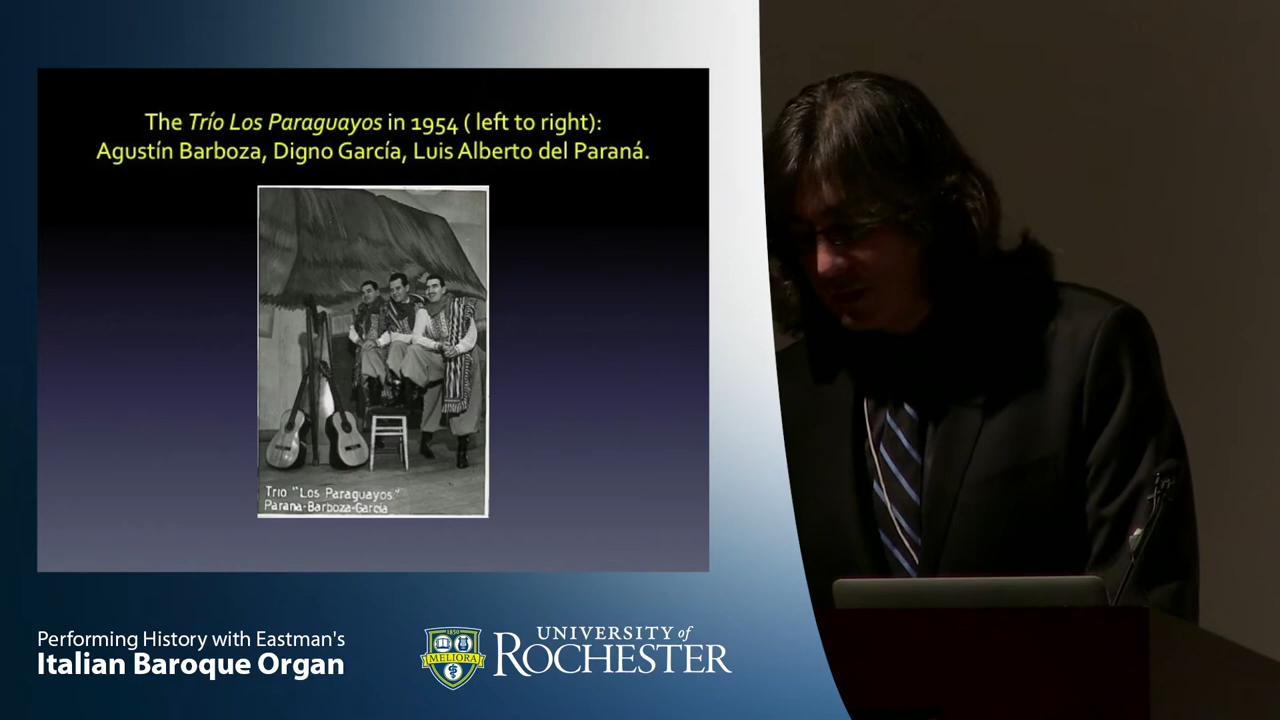 The Trío Los Paraguayos in 1954 ( left to right):
Agustín Barboza, Digno García, Luis Alberto del Paraná.
Trio "Los Paraguayos"
Parana-Barboza-Garcia
Performing History with Eastman's
Italian Baroque Organ
1850
MELIORA
UNIVERSITY of
ROCHESTER